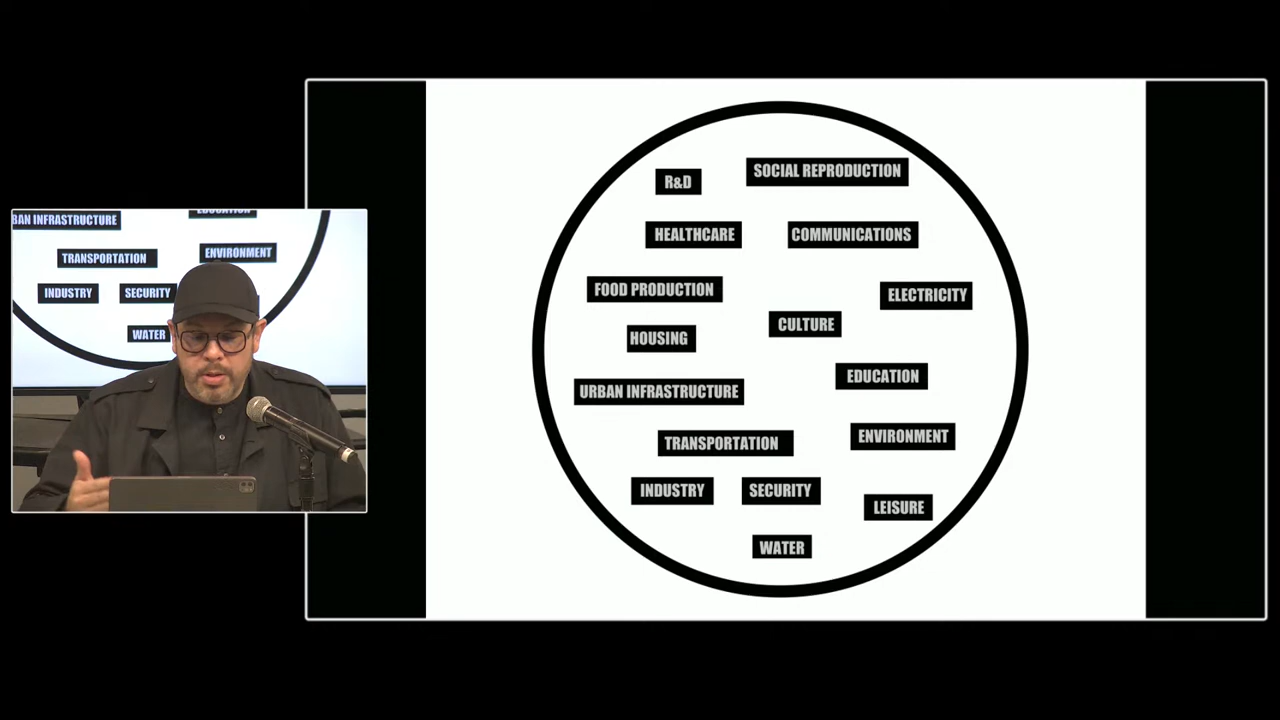 R&D
SOCIAL REPRODUCTION
HEALTHCARE
COMMUNICATIONS
FOOD PRODUCTION
ELECTRICITY
CULTURE
HOUSING
EDUCATION
URBAN INFRASTRUCTURE
ENVIRONMENT
TRANSPORTATION
INDUSTRY
SECURITY
LEISURE
WATER
BAN INFRASTRUCTURE
EDUCATION
TRANSPORTATION
ENVIRONMENT
INDUSTRY
SECURITY
WATER